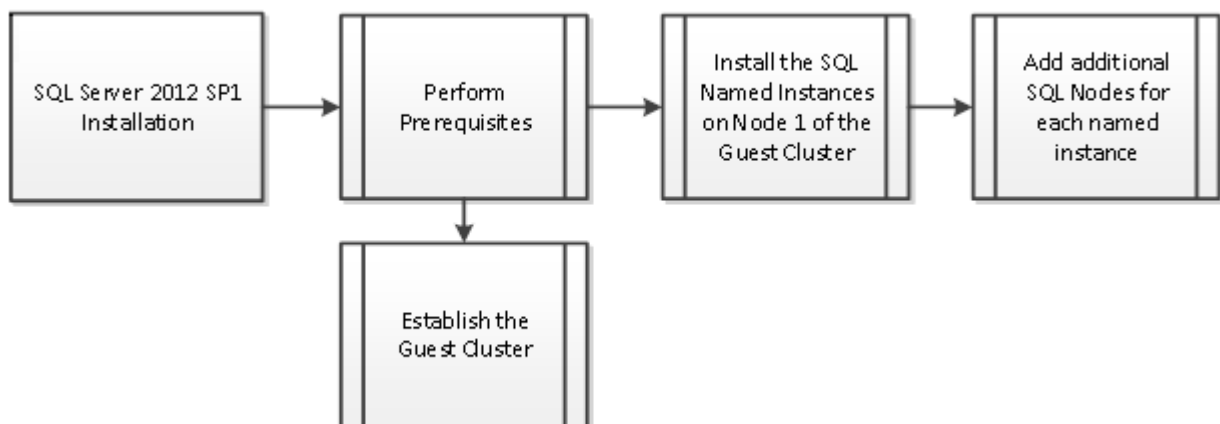 SQL Server 2012 SP1
Installation
Perform
Prerequisites
Install the SQL
Named Instances
on Node 1 of the
Guest Cluster
Add additional
SQL Nodes for
each named
instance
Establish the
Guest Cluster